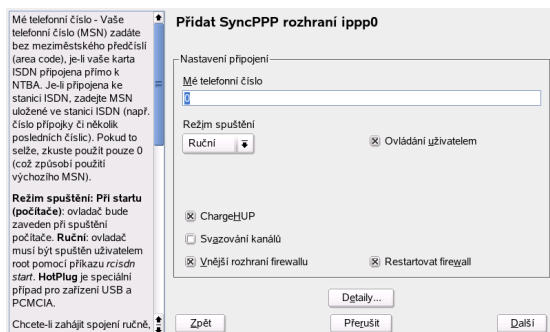 Mé telefonní číslo - Vaše
telefonní číslo (MSN) zadáte
bez meziměstského předčíslí
(area code), je-li vaše karta
ISDN připojena přímo k
NTBA. Je-li připojena ke
stanici ISDN, zadejte MSN
uložené ve stanici ISDN (např.
číslo přípojky či několik
posledních číslic). Pokud to
selže, zkuste použít pouze 0
(což způsobí použití
výchozího MSN).
Režim spuštění: Při startu
(počítače): ovladač bude
zaveden při spuštění
počítače. Ruční: ovladač
musí být spuštěn uživatelem
root pomocí příkazu rcisdn
start. HotPlug je speciální
případ pro zařízení USB a
PCMCIA.
Chcete-li zahájit spojení ručně,
Přidat SyncPPP rozhraní ippp0
Nastavení připojení
Mé telefonní číslo
0
Režim spuštění
Ruční
Ovládání uživatelem
ChargeHUP
Svazování kanálů
Vnější rozhraní firewallu
Restartovat firewall
Detaily...
Zpět
Přerušit
Další